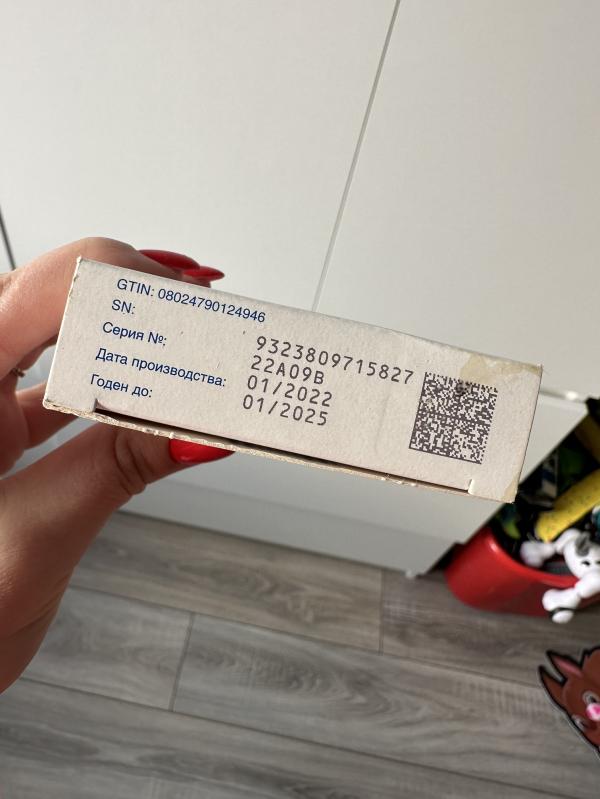 GTIN: 08024790124946
SN: 9323809715827
Серия №: 22A09B
Дата производства: 01/2022
Годен до: 01/2025